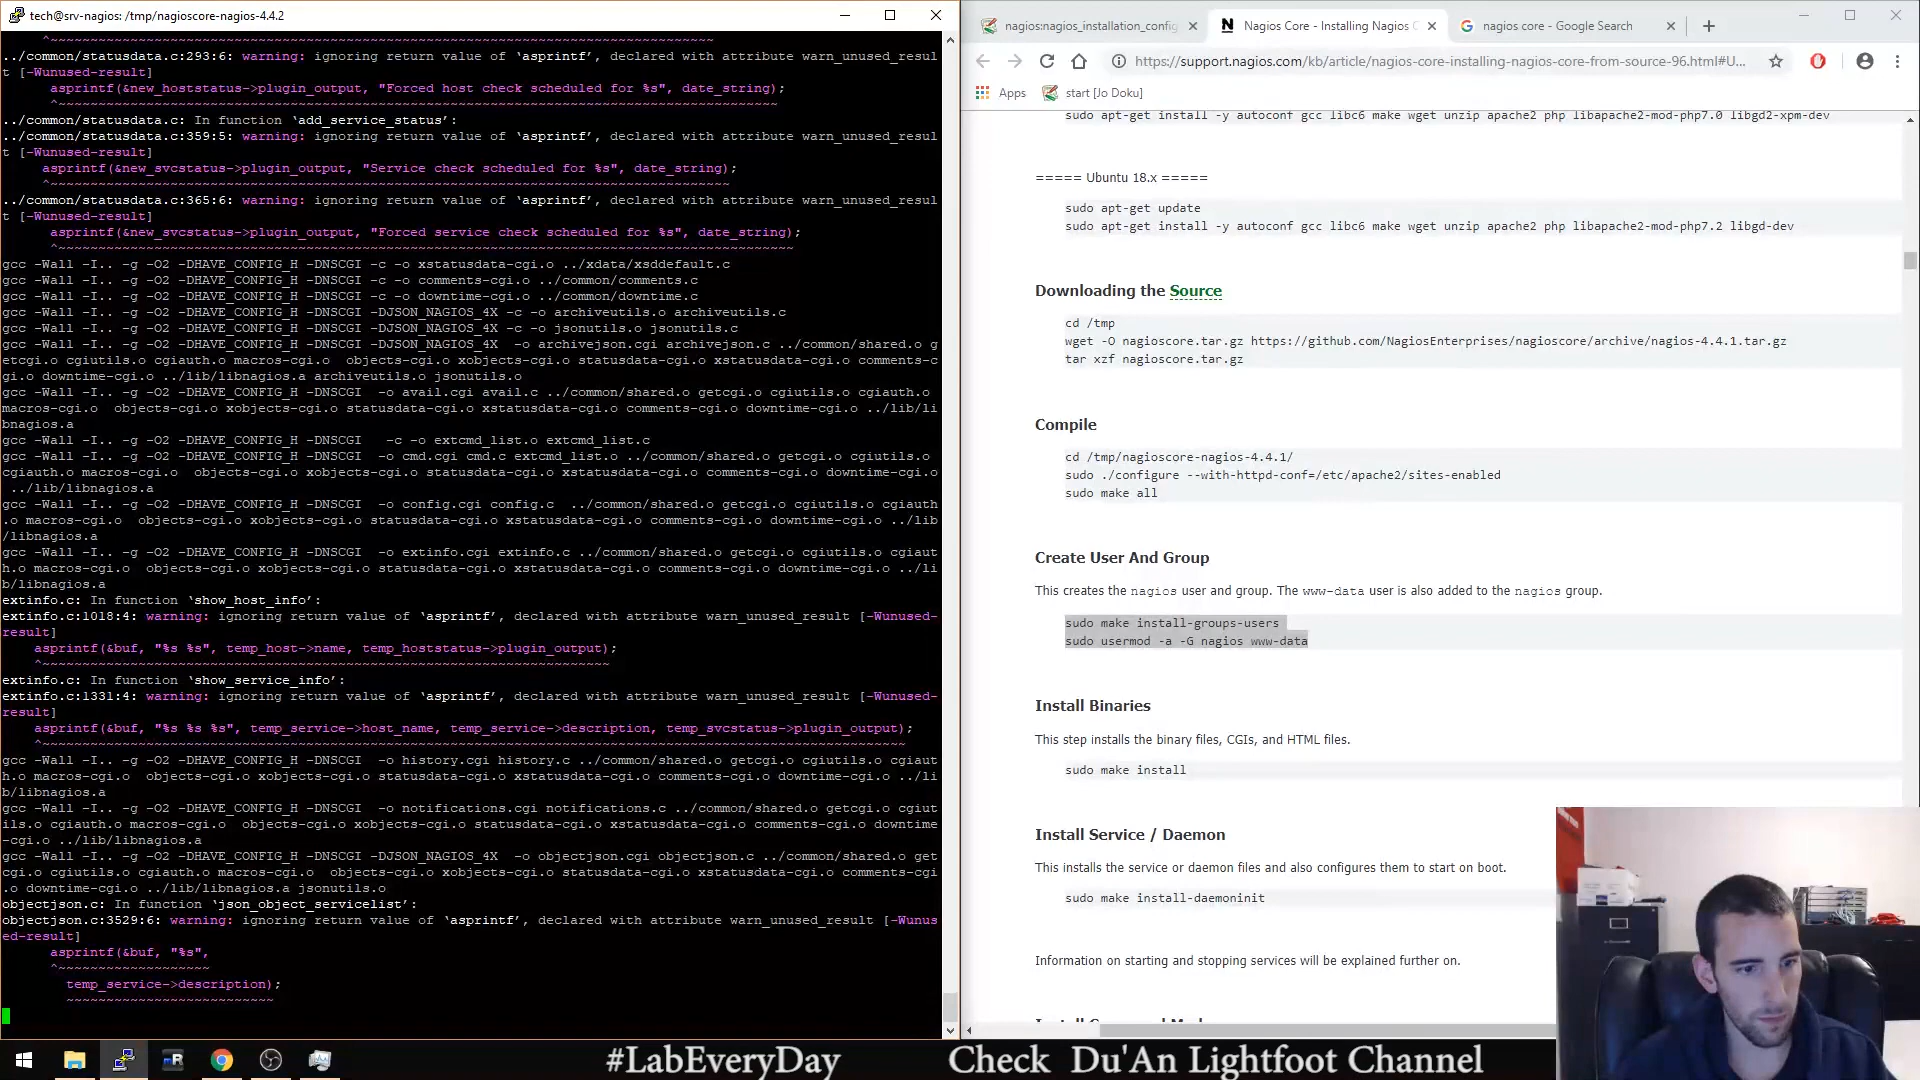 tech@srv-nagios: /tmp/nagioscore-nagios-4.4.2
../common/statusdata.c:293:6: warning: ignoring return value of ‘asprintf’, declared with attribute warn_unused_resul
t [-Wunused-result]
asprintf(&new_hoststatus->plugin_output, "Forced host check scheduled for %s", date_string);
^~~~~~~~~~~~~~~~~~~~~~~~~~~~~~~~~~~~~~~~~~~~~~~~~~~~~~~~~~~~~~~~~~~~~~~~~~~~~~~~~~~~~~~~~~~
../common/statusdata.c: In function ‘add_service_status’:
../common/statusdata.c:359:5: warning: ignoring return value of ‘asprintf’, declared with attribute warn_unused_resul
t [-Wunused-result]
asprintf(&new_svcstatus->plugin_output, "Service check scheduled for %s", date_string);
^~~~~~~~~~~~~~~~~~~~~~~~~~~~~~~~~~~~~~~~~~~~~~~~~~~~~~~~~~~~~~~~~~~~~~~~~~~~~~~~~~~~~~
../common/statusdata.c:365:6: warning: ignoring return value of ‘asprintf’, declared with attribute warn_unused_resul
t [-Wunused-result]
asprintf(&new_svcstatus->plugin_output, "Forced service check scheduled for %s", date_string);
^~~~~~~~~~~~~~~~~~~~~~~~~~~~~~~~~~~~~~~~~~~~~~~~~~~~~~~~~~~~~~~~~~~~~~~~~~~~~~~~~~~~~~~~~~~~~
gcc -Wall -I.. -g -O2 -DHAVE_CONFIG_H -DNSCGI -c -o xstatusdata-cgi.o ../xdata/xsddefault.c
gcc -Wall -I.. -g -O2 -DHAVE_CONFIG_H -DNSCGI -c -o comments-cgi.o ../common/comments.c
gcc -Wall -I.. -g -O2 -DHAVE_CONFIG_H -DNSCGI -c -o downtime-cgi.o ../common/downtime.c
gcc -Wall -I.. -g -O2 -DHAVE_CONFIG_H -DNSCGI -DJSON_NAGIOS_4X -c -o archiveutils.o archiveutils.c
gcc -Wall -I.. -g -O2 -DHAVE_CONFIG_H -DNSCGI -DJSON_NAGIOS_4X -c -o jsonutils.o jsonutils.c
gcc -Wall -I.. -g -O2 -DHAVE_CONFIG_H -DNSCGI -DJSON_NAGIOS_4X  -o archivejson.cgi archivejson.c ../common/shared.o g
etcgi.o cgiutils.o cgiauth.o macros-cgi.o  objects-cgi.o xobjects-cgi.o statusdata-cgi.o xstatusdata-cgi.o comments-c
gi.o downtime-cgi.o ../lib/libnagios.a archiveutils.o jsonutils.o
gcc -Wall -I.. -g -O2 -DHAVE_CONFIG_H -DNSCGI  -o avail.cgi avail.c ../common/shared.o getcgi.o cgiutils.o cgiauth.o
macros-cgi.o  objects-cgi.o xobjects-cgi.o statusdata-cgi.o xstatusdata-cgi.o comments-cgi.o downtime-cgi.o ../lib/li
bnagios.a
gcc -Wall -I.. -g -O2 -DHAVE_CONFIG_H -DNSCGI   -c -o extcmd_list.o extcmd_list.c
gcc -Wall -I.. -g -O2 -DHAVE_CONFIG_H -DNSCGI  -o cmd.cgi cmd.c extcmd_list.o ../common/shared.o getcgi.o cgiutils.o
cgiauth.o macros-cgi.o  objects-cgi.o xobjects-cgi.o statusdata-cgi.o xstatusdata-cgi.o comments-cgi.o downtime-cgi.o
../lib/libnagios.a
gcc -Wall -I.. -g -O2 -DHAVE_CONFIG_H -DNSCGI  -o config.cgi config.c  ../common/shared.o getcgi.o cgiutils.o cgiauth
.o macros-cgi.o  objects-cgi.o xobjects-cgi.o statusdata-cgi.o xstatusdata-cgi.o comments-cgi.o downtime-cgi.o ../lib
/libnagios.a
gcc -Wall -I.. -g -O2 -DHAVE_CONFIG_H -DNSCGI  -o extinfo.cgi extinfo.c ../common/shared.o getcgi.o cgiutils.o cgiaut
h.o macros-cgi.o  objects-cgi.o xobjects-cgi.o statusdata-cgi.o xstatusdata-cgi.o comments-cgi.o downtime-cgi.o ../li
b/libnagios.a
extinfo.c: In function ‘show_host_info’:
extinfo.c:1018:4: warning: ignoring return value of ‘asprintf’, declared with attribute warn_unused_result [-Wunused-
result]
asprintf(&buf, "%s %s", temp_host->name, temp_hoststatus->plugin_output);
^~~~~~~~~~~~~~~~~~~~~~~~~~~~~~~~~~~~~~~~~~~~~~~~~~~~~~~~~~~~~~~~~~~~~~~~
extinfo.c: In function ‘show_service_info’:
extinfo.c:1331:4: warning: ignoring return value of ‘asprintf’, declared with attribute warn_unused_result [-Wunused-
result]
asprintf(&buf, "%s %s %s", temp_service->host_name, temp_service->description, temp_svcstatus->plugin_output);
^~~~~~~~~~~~~~~~~~~~~~~~~~~~~~~~~~~~~~~~~~~~~~~~~~~~~~~~~~~~~~~~~~~~~~~~~~~~~~~~~~~~~~~~~~~~~~~~~~~~~~~~~~~~~
gcc -Wall -I.. -g -O2 -DHAVE_CONFIG_H -DNSCGI  -o history.cgi history.c ../common/shared.o getcgi.o cgiutils.o cgiaut
h.o macros-cgi.o  objects-cgi.o xobjects-cgi.o statusdata-cgi.o xstatusdata-cgi.o comments-cgi.o downtime-cgi.o ../li
b/libnagios.a
gcc -Wall -I.. -g -O2 -DHAVE_CONFIG_H -DNSCGI  -o notifications.cgi notifications.c ../common/shared.o getcgi.o cgiut
ils.o cgiauth.o macros-cgi.o  objects-cgi.o xobjects-cgi.o statusdata-cgi.o xstatusdata-cgi.o comments-cgi.o downtime
-cgi.o ../lib/libnagios.a
gcc -Wall -I.. -g -O2 -DHAVE_CONFIG_H -DNSCGI -DJSON_NAGIOS_4X  -o objectjson.cgi objectjson.c ../common/shared.o get
cgi.o cgiutils.o cgiauth.o macros-cgi.o  objects-cgi.o xobjects-cgi.o statusdata-cgi.o xstatusdata-cgi.o comments-cgi
.o downtime-cgi.o ../lib/libnagios.a jsonutils.o
objectjson.c: In function ‘json_object_servicelist’:
objectjson.c:3529:6: warning: ignoring return value of ‘asprintf’, declared with attribute warn_unused_result [-Wunus
ed-result]
asprintf(&buf, "%s",
^~~~~~~~~~~~~~~~~~~~
temp_service->description);
~~~~~~~~~~~~~~~~~~~~~~~~~~
nagios:nagios_installation_config
Nagios Core - Installing Nagios C
nagios core - Google Search
https://support.nagios.com/kb/article/nagios-core-installing-nagios-core-from-source-96.html#U...
Apps
start [Jo Doku]
sudo apt-get install -y autoconf gcc libc6 make wget unzip apache2 php libapache2-mod-php7.0 libgd2-xpm-dev
===== Ubuntu 18.x =====
sudo apt-get update
sudo apt-get install -y autoconf gcc libc6 make wget unzip apache2 php libapache2-mod-php7.2 libgd-dev
Downloading the Source
cd /tmp
wget -O nagioscore.tar.gz https://github.com/NagiosEnterprises/nagioscore/archive/nagios-4.4.1.tar.gz
tar xzf nagioscore.tar.gz
Compile
cd /tmp/nagioscore-nagios-4.4.1/
sudo ./configure --with-httpd-conf=/etc/apache2/sites-enabled
sudo make all
Create User And Group
This creates the nagios user and group. The www-data user is also added to the nagios group.
sudo make install-groups-users
sudo usermod -a -G nagios www-data
Install Binaries
This step installs the binary files, CGIs, and HTML files.
sudo make install
Install Service / Daemon
This installs the service or daemon files and also configures them to start on boot.
sudo make install-daemoninit
Information on starting and stopping services will be explained further on.
#LabEveryDay
Check Du'An Lightfoot Channel